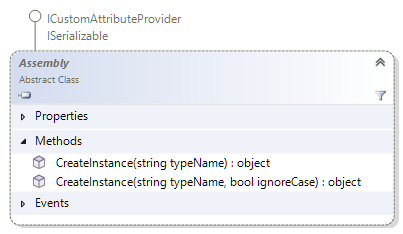 ICustomAttributeProvider
ISerializable
Assembly
Abstract Class
Properties
Methods
CreateInstance(string typeName) : object
CreateInstance(string typeName, bool ignoreCase) : object
Events